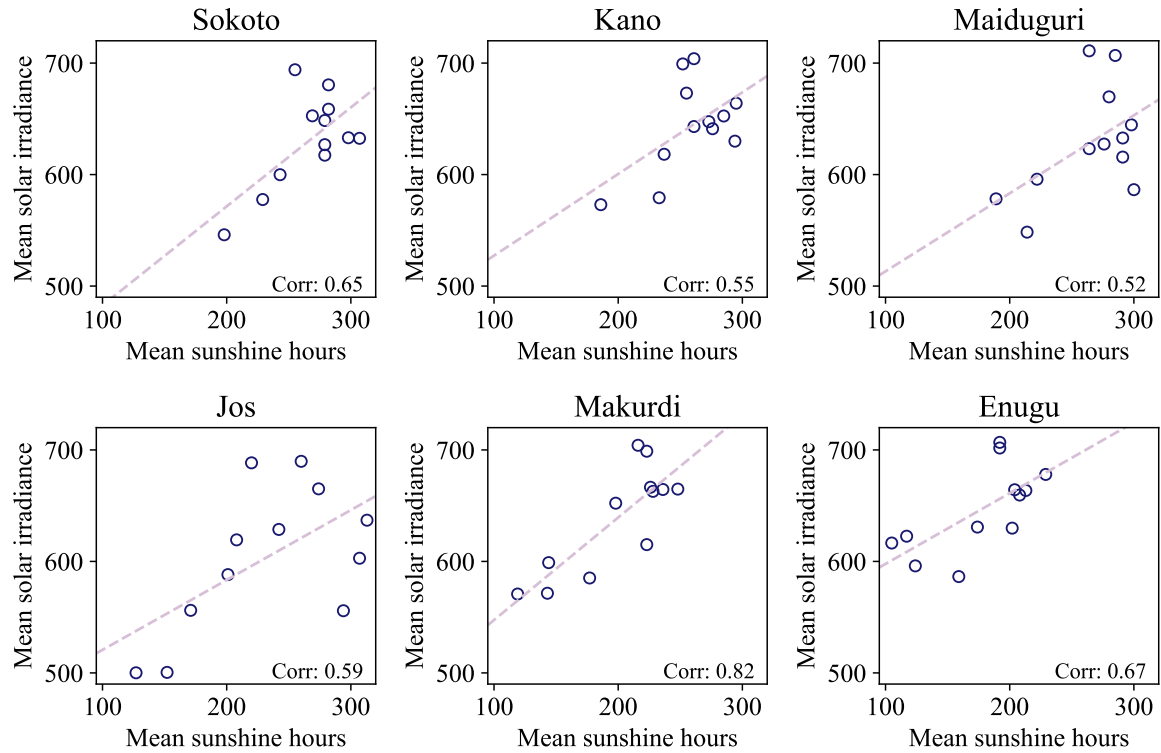 Sokoto
Kano
Maiduguri
Mean solar irradiance
700
600
500
Corr: 0.65
100
200
300
Mean sunshine hours
Mean solar irradiance
700
600
500
Corr: 0.55
100
200
300
Mean sunshine hours
Mean solar irradiance
700
600
500
Corr: 0.52
100
200
300
Mean sunshine hours
Jos
Makurdi
Enugu
Mean solar irradiance
700
600
500
Corr: 0.59
100
200
300
Mean sunshine hours
Mean solar irradiance
700
600
500
Corr: 0.82
100
200
300
Mean sunshine hours
Mean solar irradiance
700
600
500
Corr: 0.67
100
200
300
Mean sunshine hours